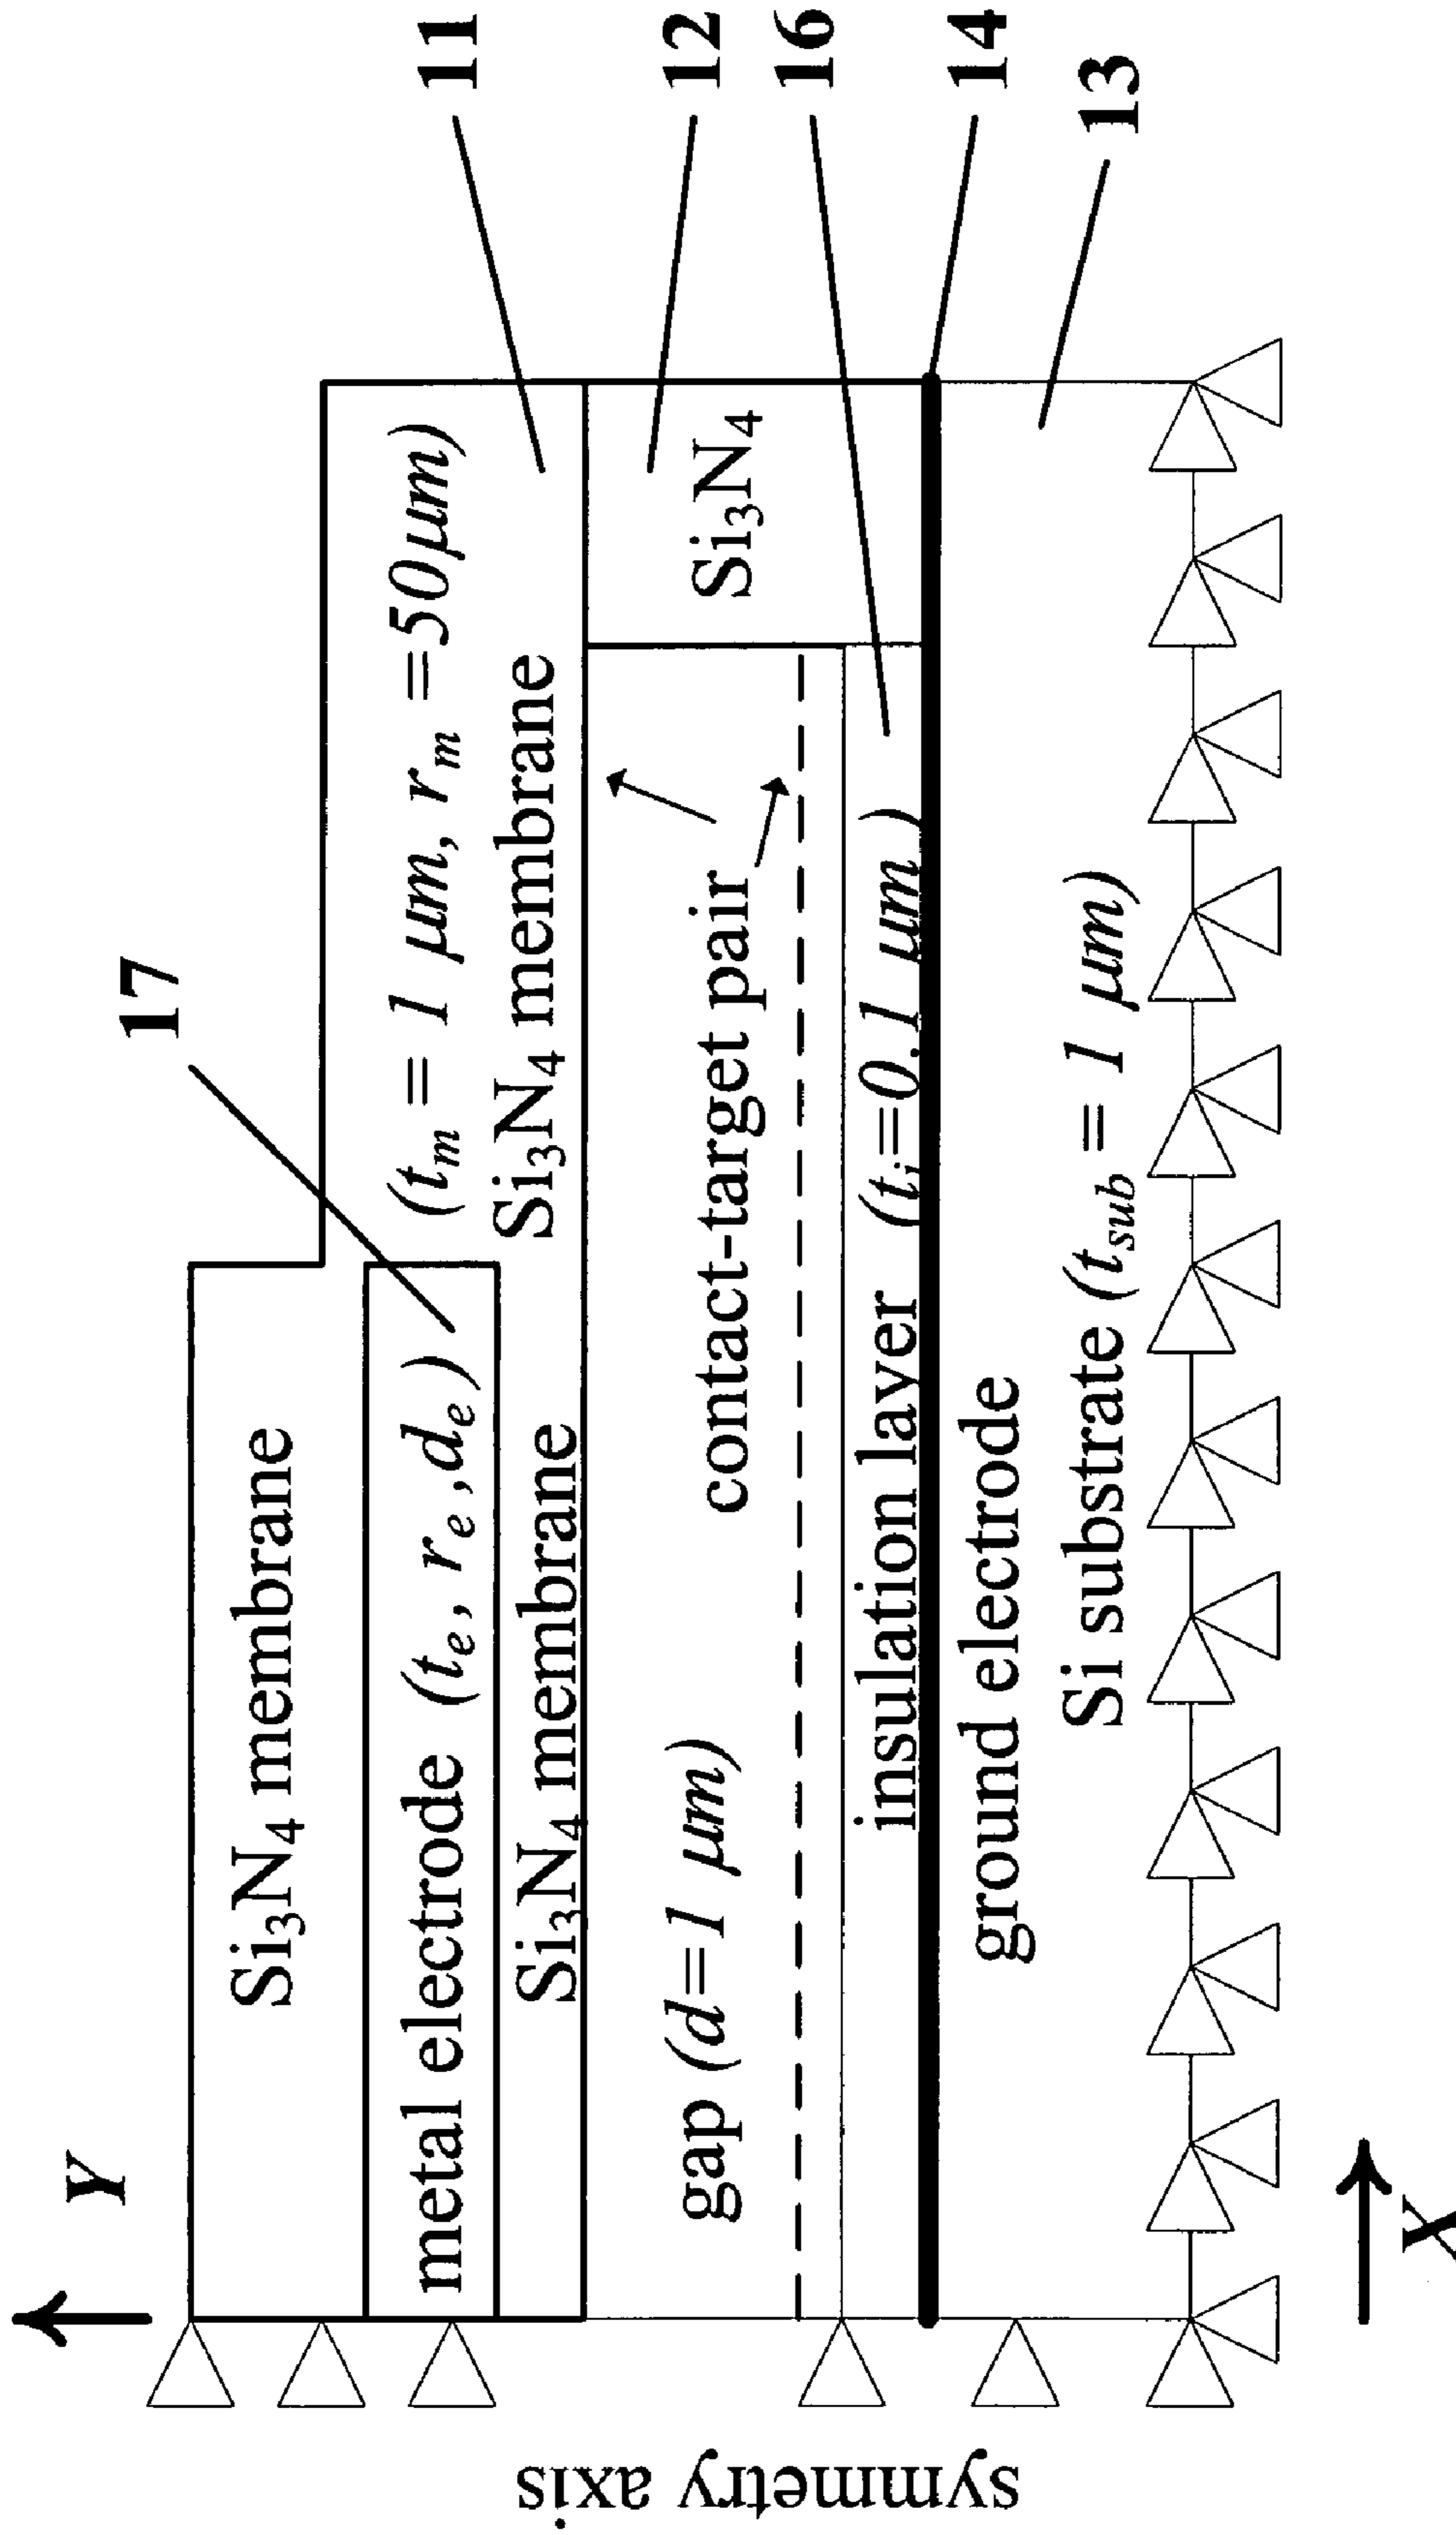 Y
17
11
12
16
14
13
Si₃N₄ membrane
metal electrode (tₑ, rₑ, dₑ)
(tₘ = 1 μm, rₘ =50μm)
Si₃N₄ membrane
Si₃N₄ membrane
gap (d=1 μm)
contact-target pair
Si₃N₄
insulation layer (tᵢ=0.1 μm)
ground electrode
Si substrate (t_sub = 1 μm)
symmetry axis
X